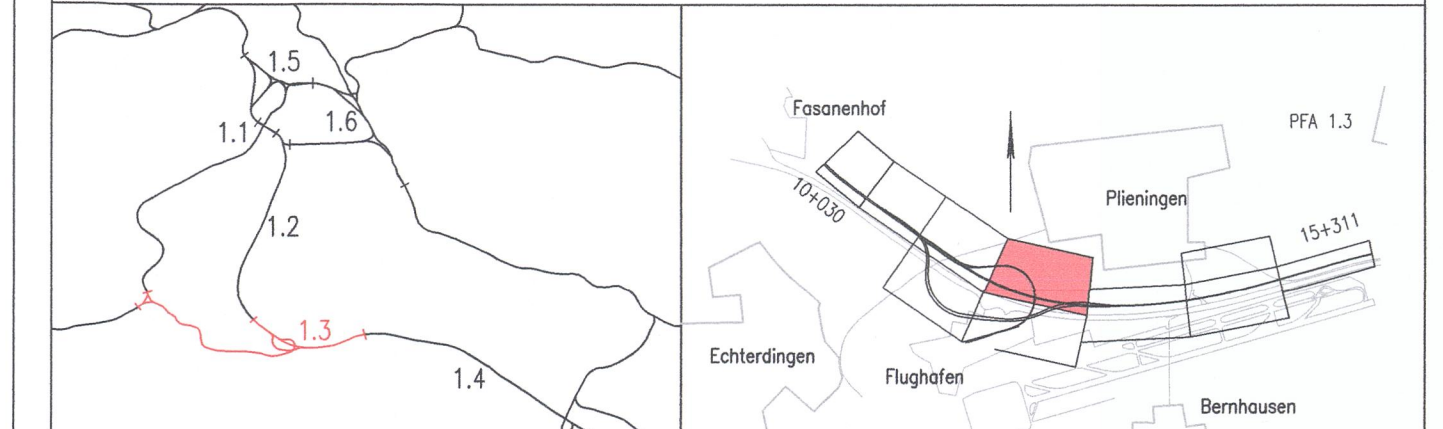 1.5
1.1
1.6
1.2
1.3
1.4
Fasanenhof
PFA 1.3
10+030
Plieningen
15+311
Echterdingen
Flughafen
Bernhausen